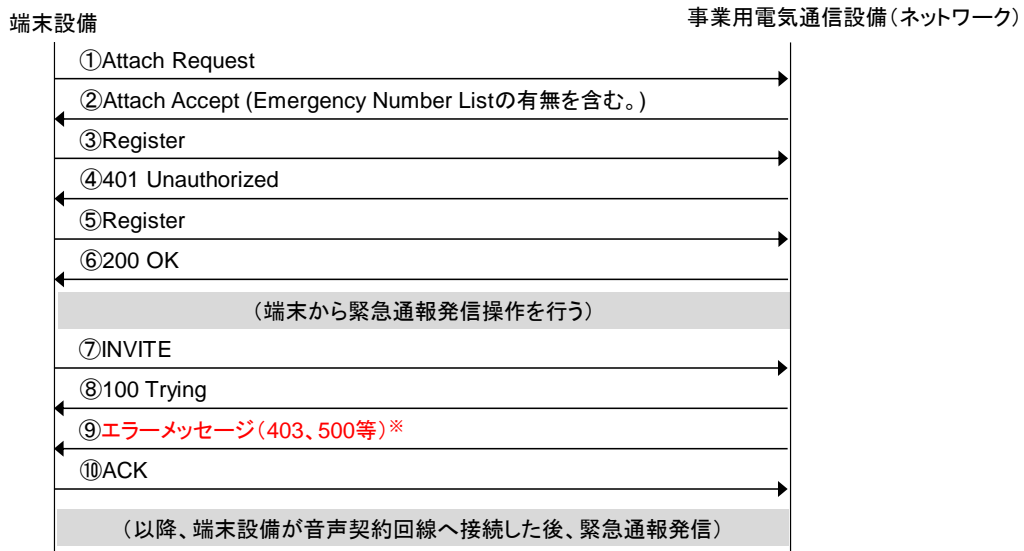 端末設備
事業用電気通信設備（ネットワーク）
①Attach Request
②Attach Accept (Emergency Number Listの有無を含む。)
③Register
④401 Unauthorized
⑤Register
⑥200 OK
（端末から緊急通報発信操作を行う）
⑦INVITE
⑧100 Trying
⑨エラーメッセージ（403、500等）※
⑩ACK
（以降、端末設備が音声契約回線へ接続した後、緊急通報発信）